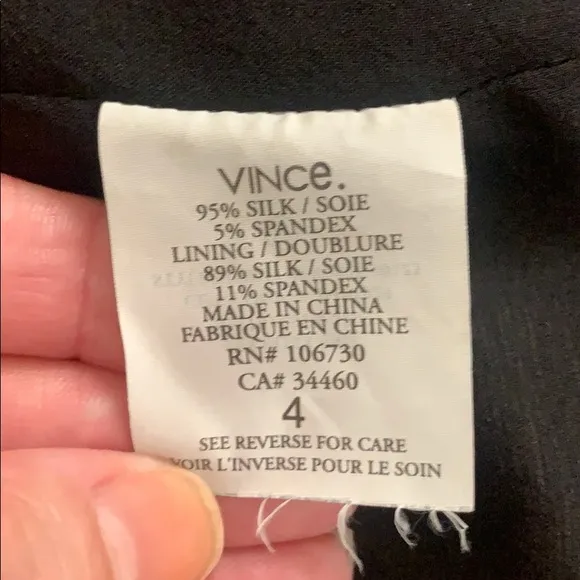 VINCe.
95% SILK / SOIE
5% SPANDEX
LINING / DOUBLURE
89% SILK / SOIE
11% SPANDEX
MADE IN CHINA
FABRIQUE EN CHINE
RN# 106730
CA# 34460
4
SEE REVERSE FOR CARE
VOIR L'INVERSE POUR LE SOIN